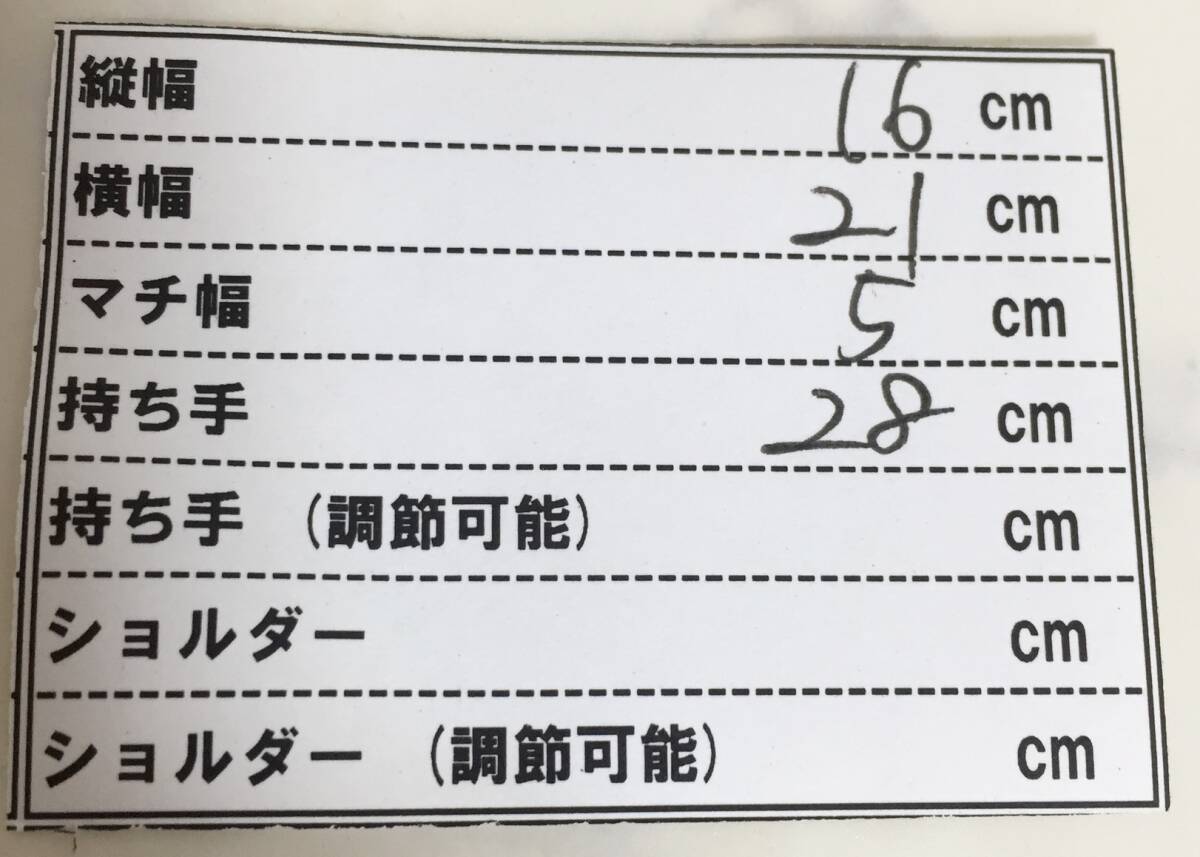 縦幅 16 cm
横幅 21 cm
マチ幅 5 cm
持ち手 28 cm
持ち手 (調節可能) cm
ショルダー cm
ショルダー (調節可能) cm